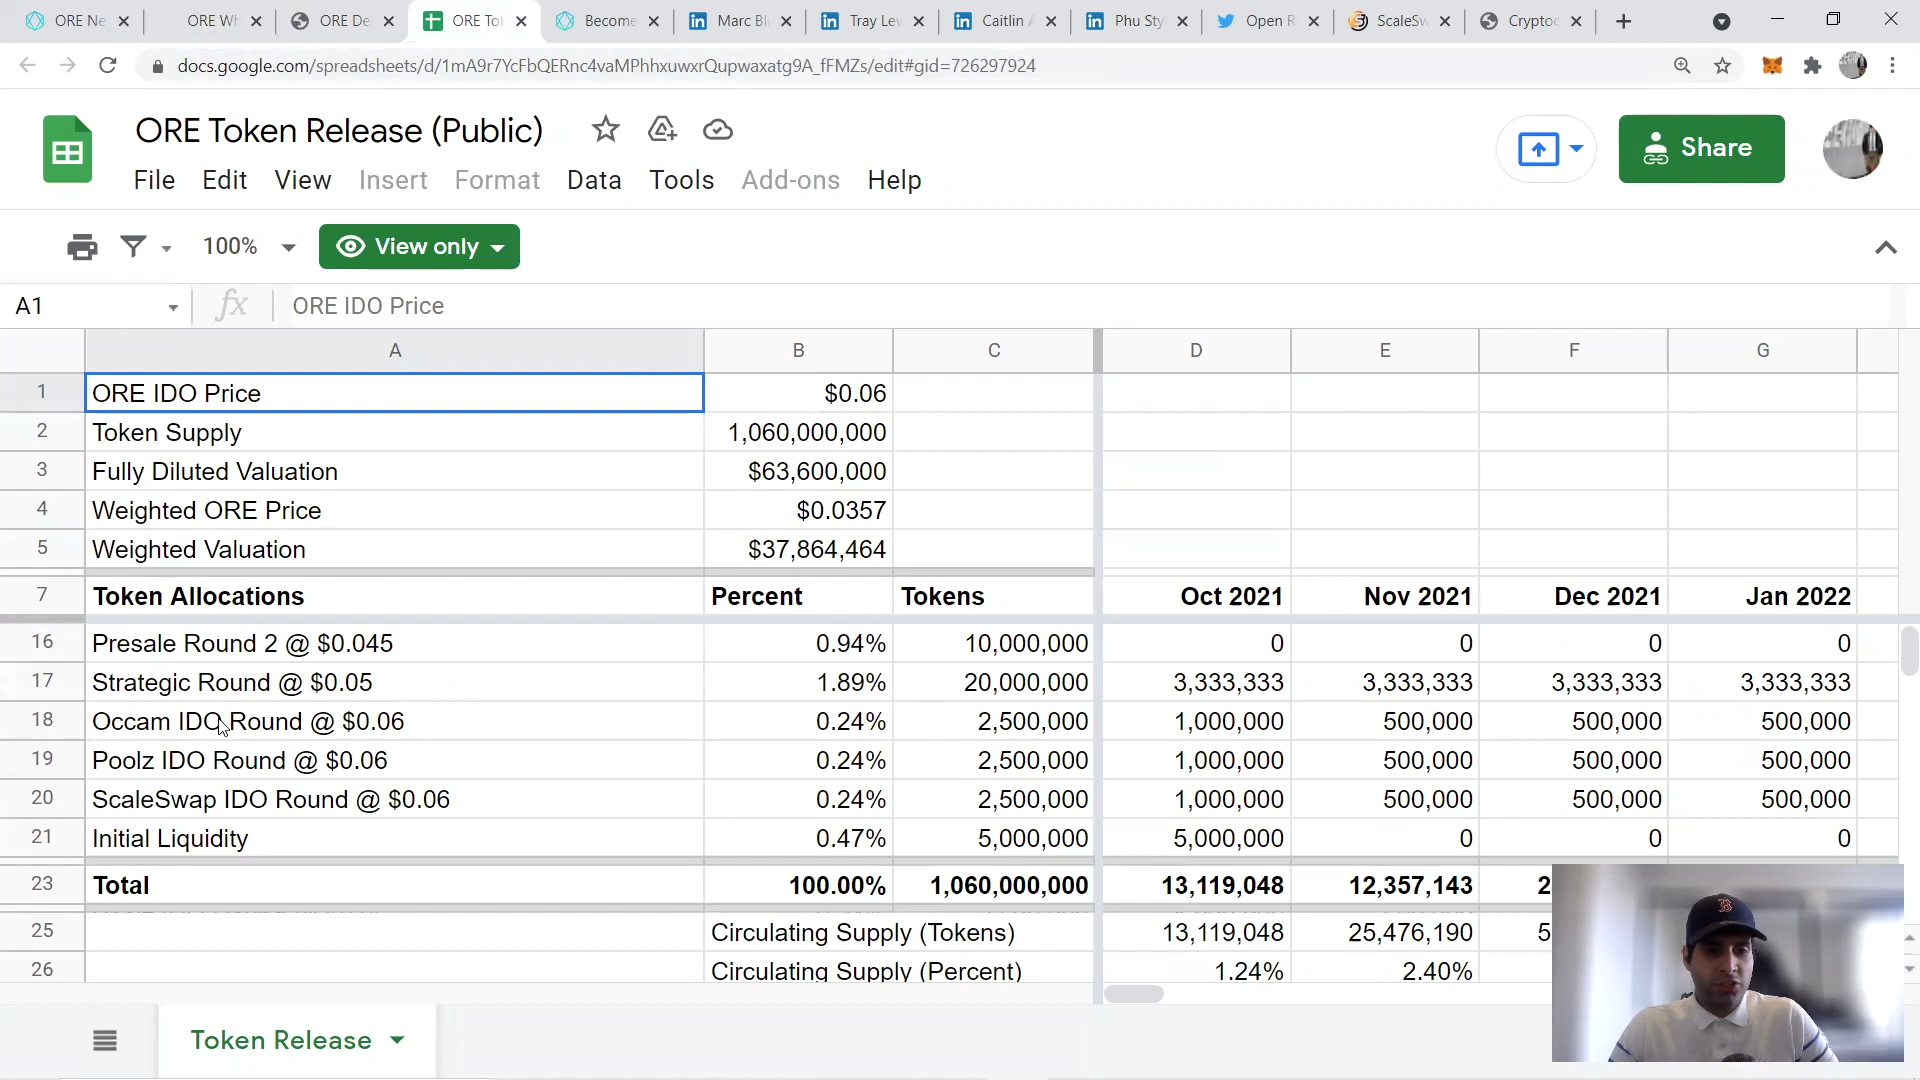 ORE Ne
ORE Wh
ORE De
ORE Tok
Become
Marc Bl
Tray Lew
Caitlin A
Phu Sty
Open R
ScaleSw
Cryptoc
docs.google.com/spreadsheets/d/1mA9r7YcFbQERnc4vaMPhhxuwxrQupwaxatg9A_fFMZs/edit#gid=726297924
ORE Token Release (Public)
File Edit View Insert Format Data Tools Add-ons Help
Share
100%
View only
A1 fx ORE IDO Price
A B C D E F G
1 ORE IDO Price $0.06
2 Token Supply 1,060,000,000
3 Fully Diluted Valuation $63,600,000
4 Weighted ORE Price $0.0357
5 Weighted Valuation $37,864,464
7 Token Allocations Percent Tokens Oct 2021 Nov 2021 Dec 2021 Jan 2022
16 Presale Round 2 @ $0.045 0.94% 10,000,000 0 0 0 0
17 Strategic Round @ $0.05 1.89% 20,000,000 3,333,333 3,333,333 3,333,333 3,333,333
18 Occam IDO Round @ $0.06 0.24% 2,500,000 1,000,000 500,000 500,000 500,000
19 Poolz IDO Round @ $0.06 0.24% 2,500,000 1,000,000 500,000 500,000 500,000
20 ScaleSwap IDO Round @ $0.06 0.24% 2,500,000 1,000,000 500,000 500,000 500,000
21 Initial Liquidity 0.47% 5,000,000 5,000,000 0 0 0
23 Total 100.00% 1,060,000,000 13,119,048 12,357,143 2
25 Circulating Supply (Tokens) 13,119,048 25,476,190 5
26 Circulating Supply (Percent) 1.24% 2.40%
Token Release